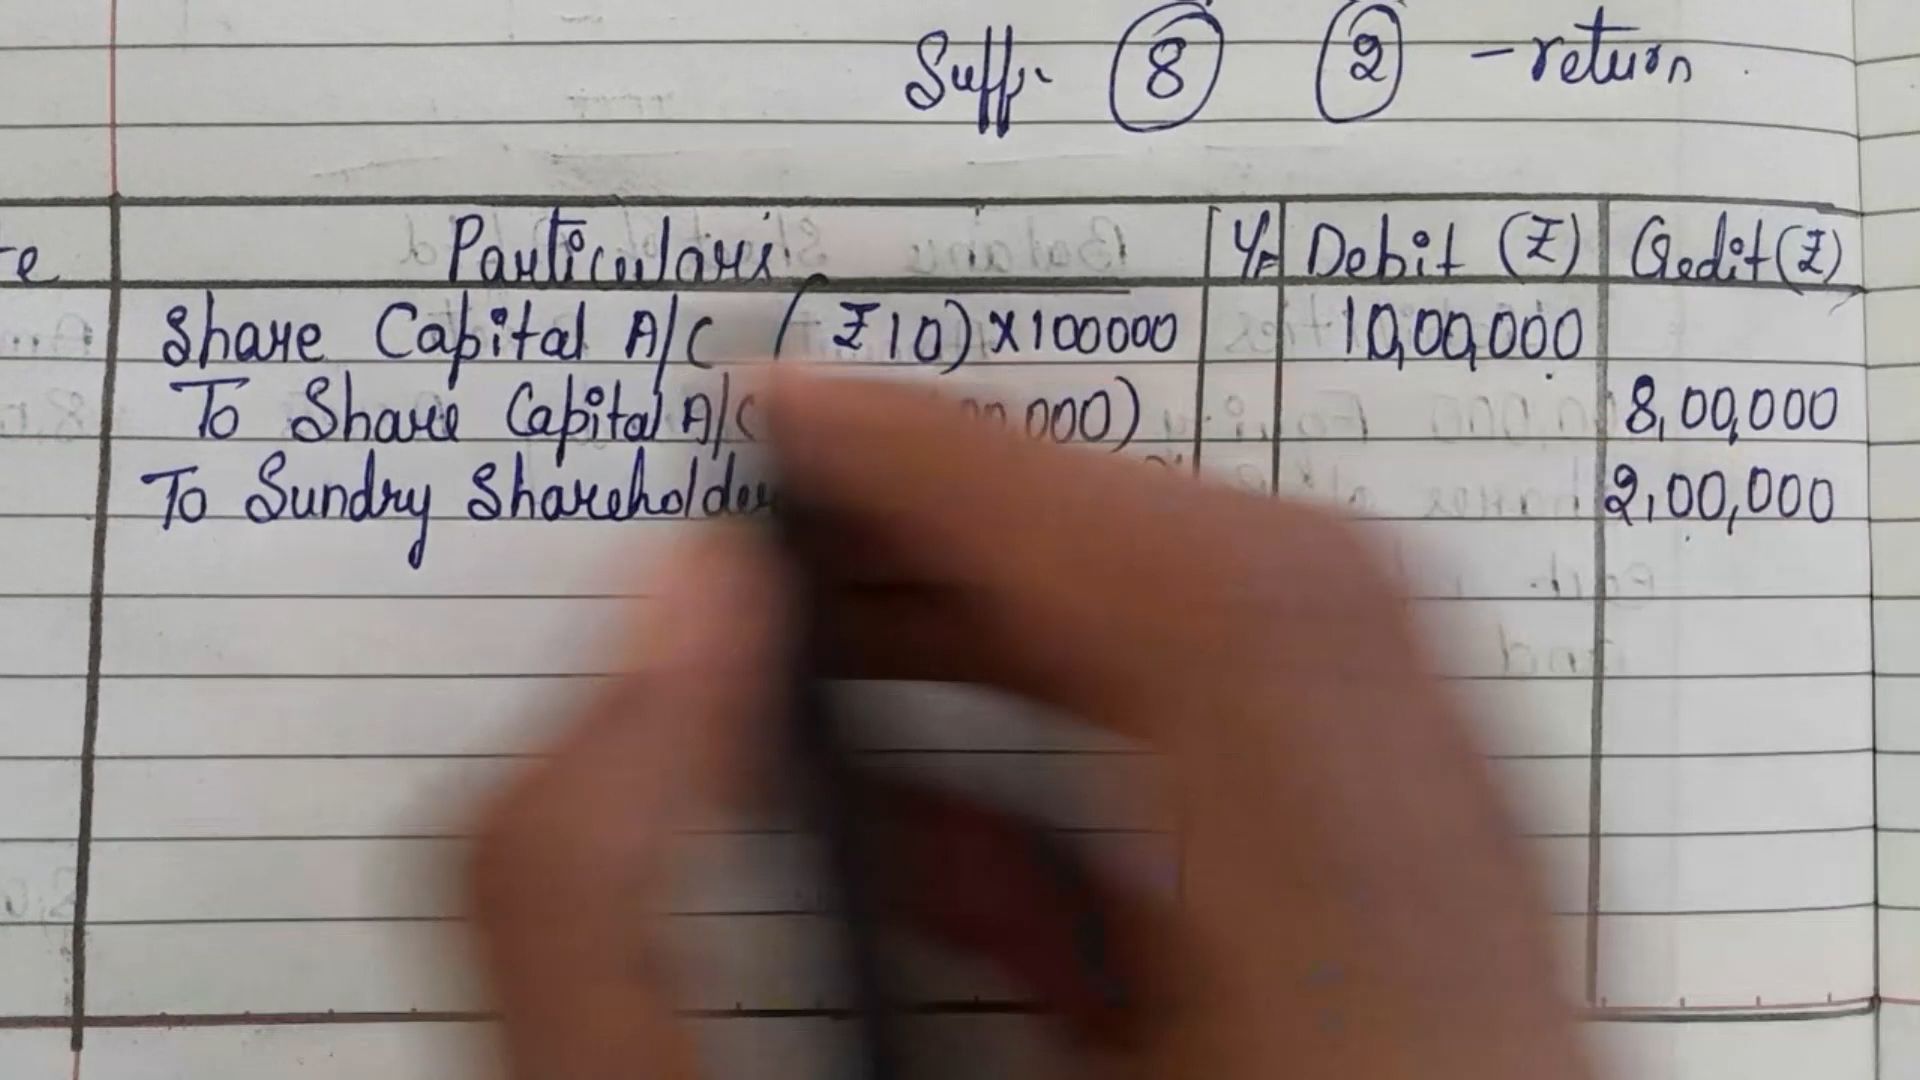 Suff. 8 2 - return
Particulars Debit (₹) Credit (₹)
Share Capital A/C (₹10) x 100000 10,00,000
To Share Capital A/C 000) 8,00,000
To Sundry Shareholder 2,00,000